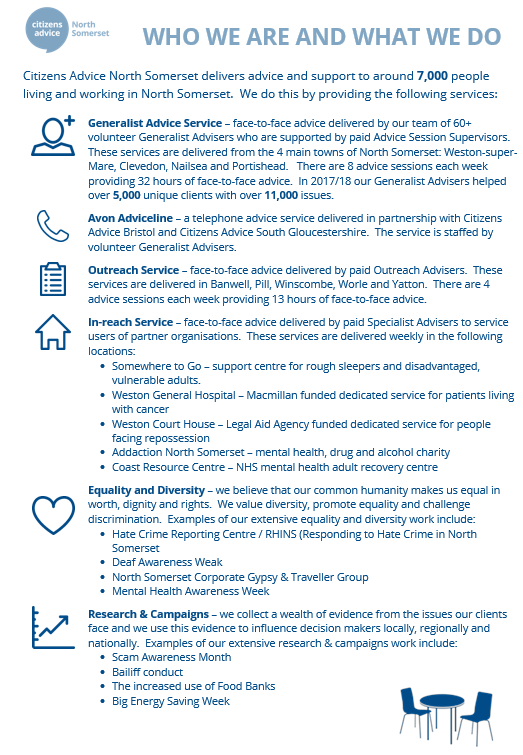 citizens
advice
North
Somerset
WHO WE ARE AND WHAT WE DO
Citizens Advice North Somerset delivers advice and support to around 7,000 people
living and working in North Somerset.  We do this by providing the following services:
Generalist Advice Service – face-to-face advice delivered by our team of 60+
volunteer Generalist Advisers who are supported by paid Advice Session Supervisors.
These services are delivered from the 4 main towns of North Somerset: Weston-super-
Mare, Clevedon, Nailsea and Portishead.   There are 8 advice sessions each week
providing 32 hours of face-to-face advice.  In 2017/18 our Generalist Advisers helped
over 5,000 unique clients with over 11,000 issues.
Avon Adviceline – a telephone advice service delivered in partnership with Citizens
Advice Bristol and Citizens Advice South Gloucestershire.  The service is staffed by
volunteer Generalist Advisers.
Outreach Service – face-to-face advice delivered by paid Outreach Advisers.  These
services are delivered in Banwell, Pill, Winscombe, Worle and Yatton.  There are 4
advice sessions each week providing 13 hours of face-to-face advice.
In-reach Service – face-to-face advice delivered by paid Specialist Advisers to service
users of partner organisations.  These services are delivered weekly in the following
locations:
• Somewhere to Go – support centre for rough sleepers and disadvantaged,
vulnerable adults.
• Weston General Hospital – Macmillan funded dedicated service for patients living
with cancer
• Weston Court House – Legal Aid Agency funded dedicated service for people
facing repossession
• Addaction North Somerset – mental health, drug and alcohol charity
• Coast Resource Centre – NHS mental health adult recovery centre
Equality and Diversity – we believe that our common humanity makes us equal in
worth, dignity and rights.  We value diversity, promote equality and challenge
discrimination.  Examples of our extensive equality and diversity work include:
• Hate Crime Reporting Centre / RHINS (Responding to Hate Crime in North
Somerset
• Deaf Awareness Weak
• North Somerset Corporate Gypsy & Traveller Group
• Mental Health Awareness Week
Research & Campaigns – we collect a wealth of evidence from the issues our clients
face and we use this evidence to influence decision makers locally, regionally and
nationally.  Examples of our extensive research & campaigns work include:
• Scam Awareness Month
• Bailiff conduct
• The increased use of Food Banks
• Big Energy Saving Week